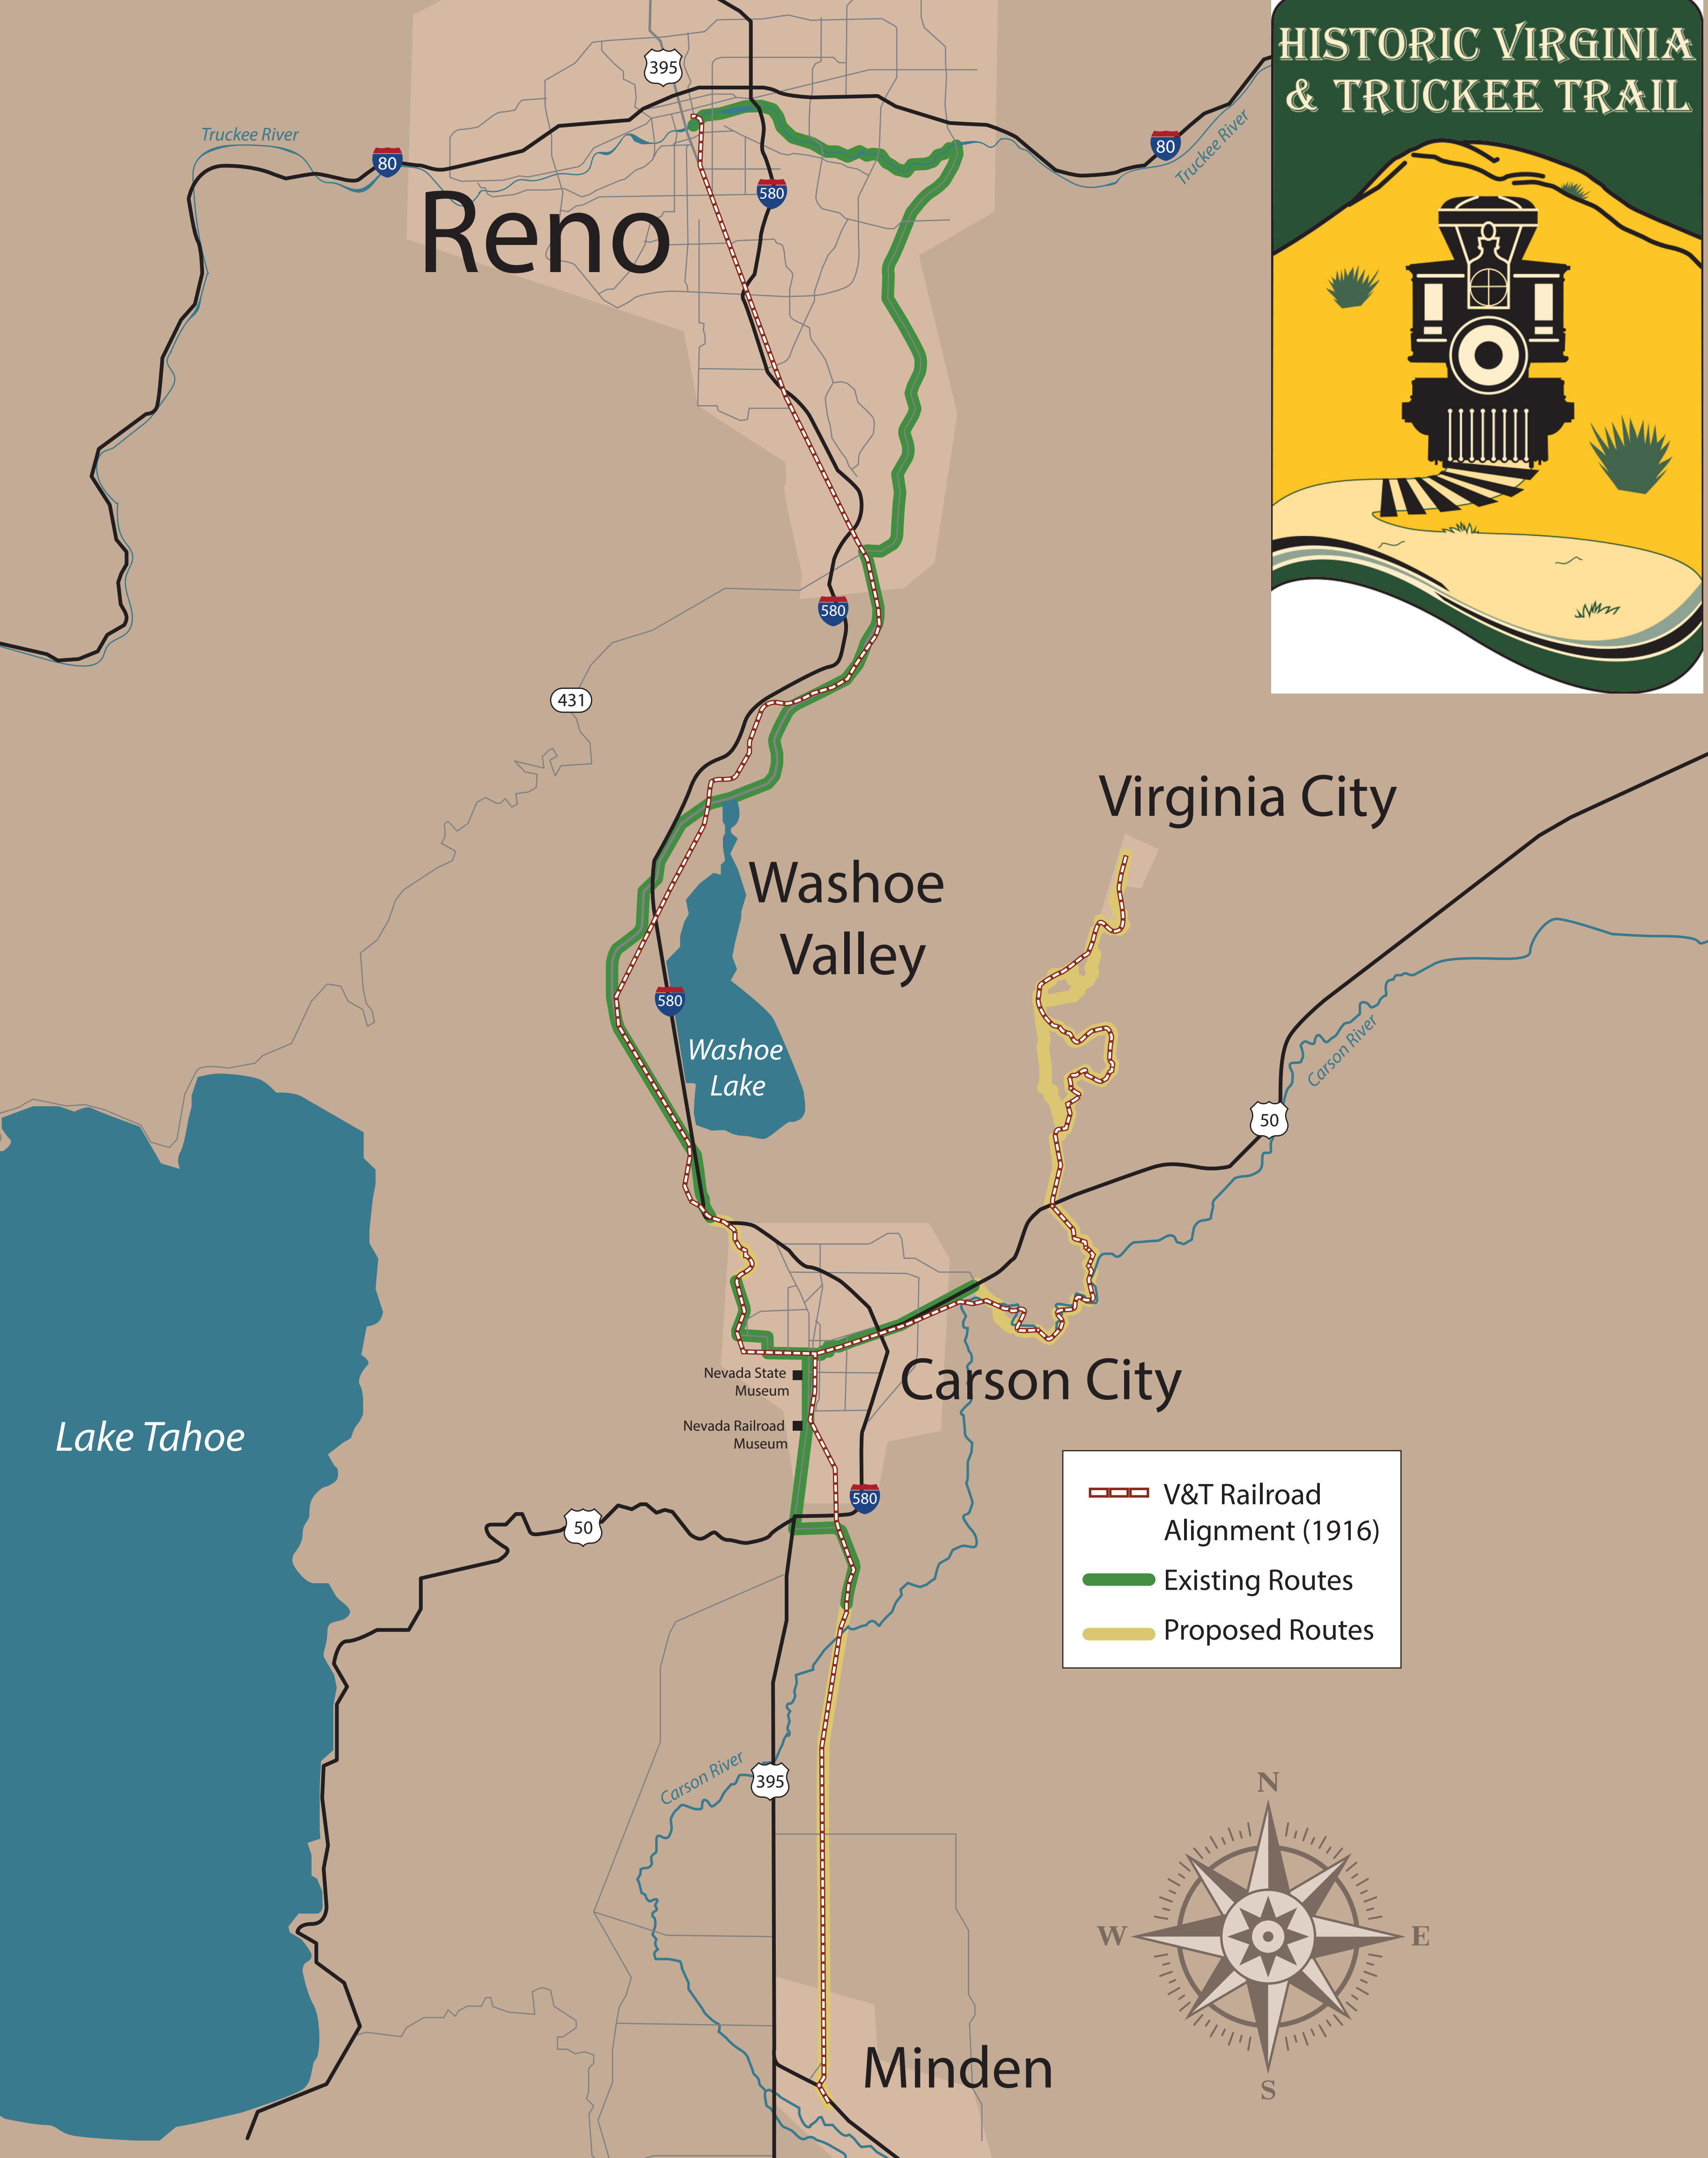 HISTORIC VIRGINIA
& TRUCKEE TRAIL
395
Truckee River
80
80
Truckee River
580
Reno
580
431
Virginia City
Washoe
Valley
580
Washoe
Lake
Carson River
50
Nevada State
Museum
Carson City
Nevada Railroad
Museum
Lake Tahoe
580
50
V&T Railroad
Alignment (1916)
Existing Routes
Proposed Routes
Carson River
395
N
W
E
S
Minden